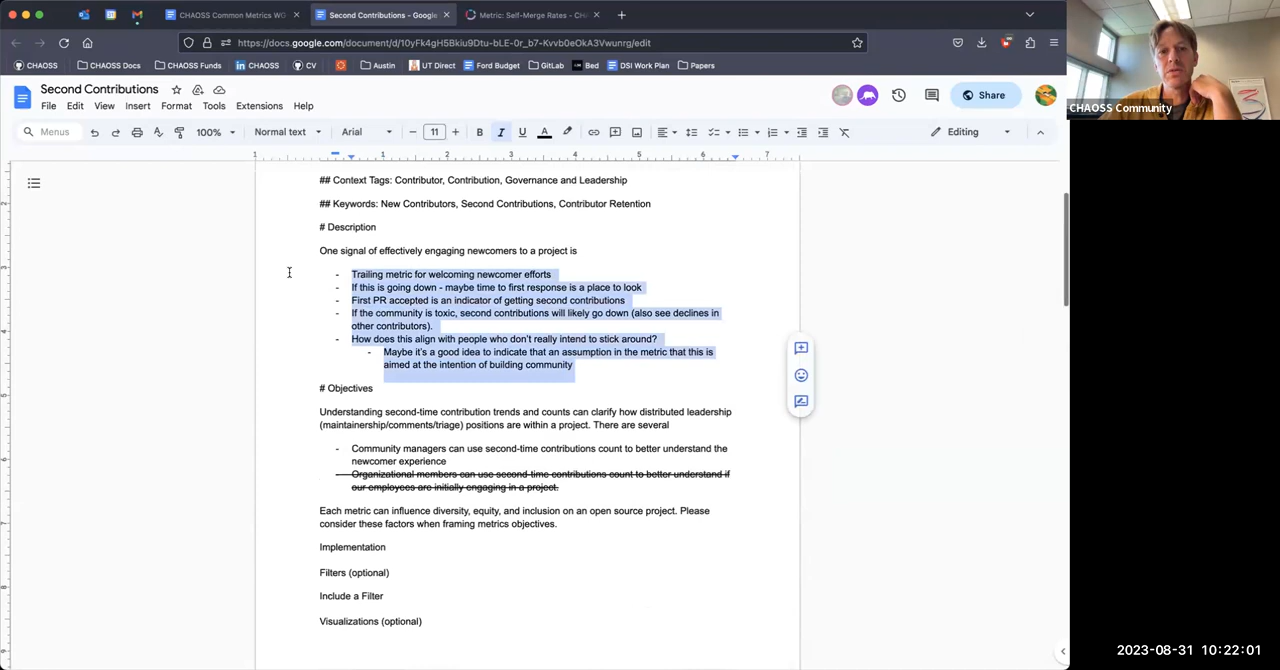 CHAOSS Common Metrics WG
Second Contributions - Google
Metric: Self-Merge Rates - CH
https://docs.google.com/document/d/10yFk4gH5Bkiu9Dtu-bLE-0r_b7-Kvvb0eOkA3Vwunrg/edit
CHAOSS
CHAOSS Docs
CHAOSS Funds
CHAOSS
CV
Austin
UT Direct
Ford Budget
GitLab
Bed
DSI Work Plan
Papers
Second Contributions
File Edit View Insert Format Tools Extensions Help
Share
Menus
100%
Normal text
Arial
11
Editing
1 1 2 3 4 5 6 7
## Context Tags: Contributor, Contribution, Governance and Leadership
## Keywords: New Contributors, Second Contributions, Contributor Retention
# Description
One signal of effectively engaging newcomers to a project is
- Trailing metric for welcoming newcomer efforts
- If this is going down - maybe time to first response is a place to look
- First PR accepted is an indicator of getting second contributions
- If the community is toxic, second contributions will likely go down (also see declines in
other contributors).
- How does this align with people who don't really intend to stick around?
- Maybe it's a good idea to indicate that an assumption in the metric that this is
aimed at the intention of building community
# Objectives
Understanding second-time contribution trends and counts can clarify how distributed leadership
(maintainership/comments/triage) positions are within a project. There are several
- Community managers can use second-time contributions count to better understand the
newcomer experience
- Organizational members can use second-time contributions count to better understand if
our employees are initially engaging in a project.
Each metric can influence diversity, equity, and inclusion on an open source project. Please
consider these factors when framing metrics objectives.
Implementation
Filters (optional)
Include a Filter
Visualizations (optional)
CHAOSS Community
2023-08-31 10:22:01